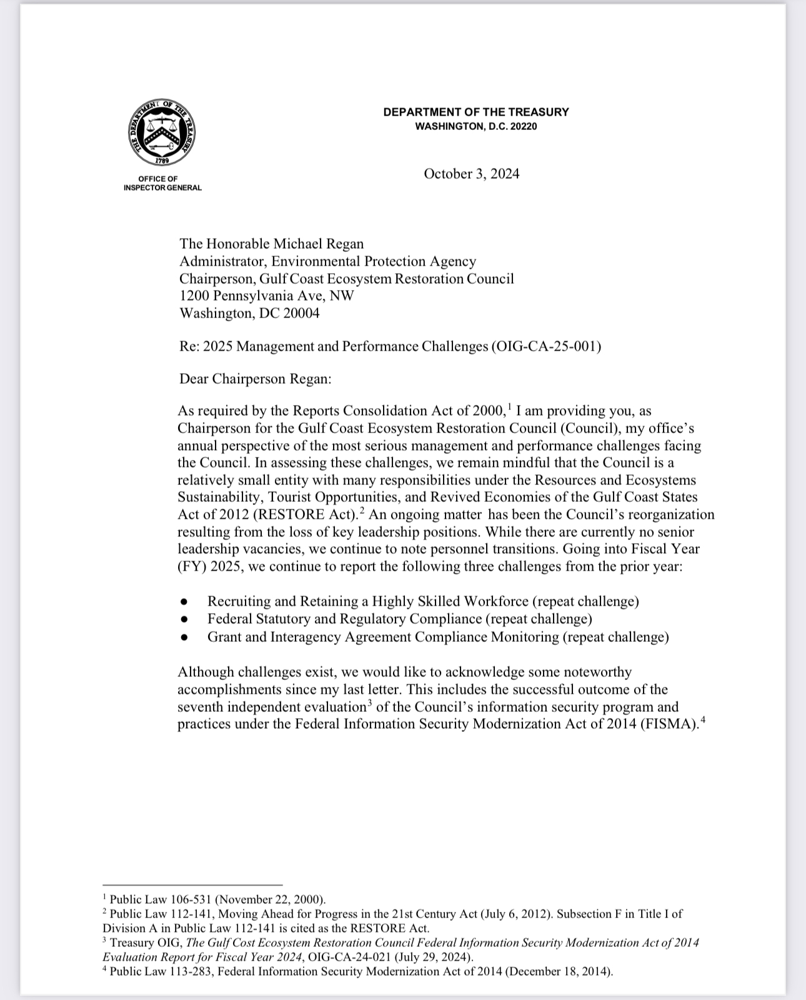 THE DEPARTMENT OF THE TREASURY
1789
OFFICE OF
INSPECTOR GENERAL
DEPARTMENT OF THE TREASURY
WASHINGTON, D.C. 20220
October 3, 2024
The Honorable Michael Regan
Administrator, Environmental Protection Agency
Chairperson, Gulf Coast Ecosystem Restoration Council
1200 Pennsylvania Ave, NW
Washington, DC 20004
Re: 2025 Management and Performance Challenges (OIG-CA-25-001)
Dear Chairperson Regan:
As required by the Reports Consolidation Act of 2000,¹ I am providing you, as
Chairperson for the Gulf Coast Ecosystem Restoration Council (Council), my office’s
annual perspective of the most serious management and performance challenges facing
the Council. In assessing these challenges, we remain mindful that the Council is a
relatively small entity with many responsibilities under the Resources and Ecosystems
Sustainability, Tourist Opportunities, and Revived Economies of the Gulf Coast States
Act of 2012 (RESTORE Act).² An ongoing matter has been the Council’s reorganization
resulting from the loss of key leadership positions. While there are currently no senior
leadership vacancies, we continue to note personnel transitions. Going into Fiscal Year
(FY) 2025, we continue to report the following three challenges from the prior year:
● Recruiting and Retaining a Highly Skilled Workforce (repeat challenge)
● Federal Statutory and Regulatory Compliance (repeat challenge)
● Grant and Interagency Agreement Compliance Monitoring (repeat challenge)
Although challenges exist, we would like to acknowledge some noteworthy
accomplishments since my last letter. This includes the successful outcome of the
seventh independent evaluation³ of the Council’s information security program and
practices under the Federal Information Security Modernization Act of 2014 (FISMA).⁴
¹ Public Law 106-531 (November 22, 2000).
² Public Law 112-141, Moving Ahead for Progress in the 21st Century Act (July 6, 2012). Subsection F in Title I of
Division A in Public Law 112-141 is cited as the RESTORE Act.
³ Treasury OIG, The Gulf Cost Ecosystem Restoration Council Federal Information Security Modernization Act of 2014
Evaluation Report for Fiscal Year 2024, OIG-CA-24-021 (July 29, 2024).
⁴ Public Law 113-283, Federal Information Security Modernization Act of 2014 (December 18, 2014).